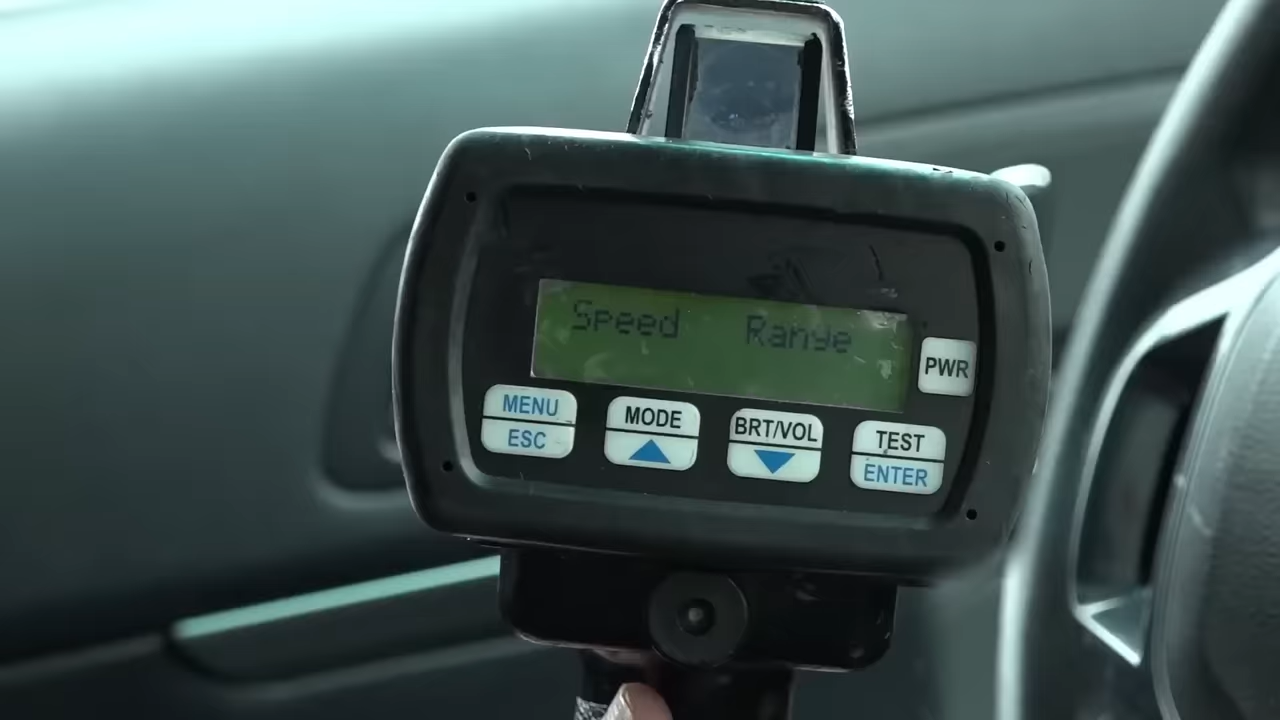 Speed Range
PWR
MENU
ESC
MODE
BRT/VOL
TEST
ENTER